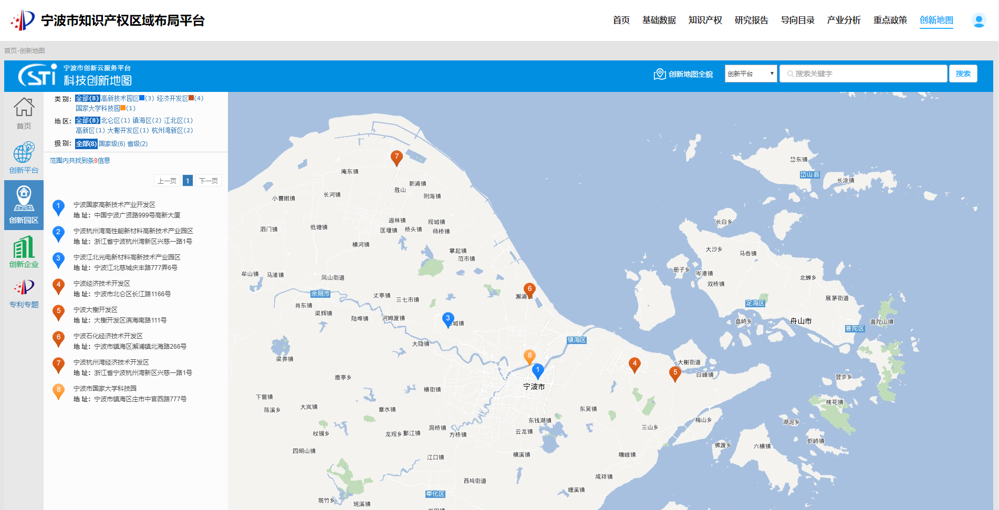 宁波市知识产权区域布局平台
首页 基础数据 知识产权 研究报告 导向目录 产业分析 重点政策 创新地图
首页-创新地图
STi 宁波市创新云服务平台
科技创新地图
创新地图全貌 创新平台 搜索关键字 搜索
首页
创新平台
创新园区
创新企业
专利专题
类 别: 全部(8) 高新技术园区(3) 经济开发区(4)
国家大学科技园(1)
地 区: 全部(8) 北仑区(1) 镇海区(2) 江北区(1)
高新区(1) 大榭开发区(1) 杭州湾新区(2)
级 别: 全部(8) 国家级(6) 省级(2)
范围内共找到条8信息
上一页 1 下一页
1 宁波国家高新技术产业开发区
地 址: 中国宁波广贤路999号高新大厦
2 宁波杭州湾高性能新材料高新技术产业园区
地 址: 浙江省宁波杭州湾新区兴慈一路1号
3 宁波江北光电新材料高新技术产业园区
地 址: 宁波江北慈城庆丰路777弄6号
4 宁波经济技术开发区
地 址: 宁波市北仑区长江路1166号
5 宁波大榭开发区
地 址: 大榭开发区滨海南路111号
6 宁波石化经济技术开发区
地 址: 宁波市镇海区澥浦镇北海路266号
7 宁波杭州湾经济技术开发区
地 址: 浙江省宁波杭州湾新区兴慈一路1号
8 宁波市国家大学科技园
地 址: 宁波市镇海区庄市中官西路777号
7
岱东镇
庵东镇
岱山县
长涂镇
新浦镇
胜山
长河镇
附海镇
小曹娥镇
长白乡
逍林镇
观城镇
泗门镇
低塘镇
匡堰镇
桥头镇
师桥镇
横河镇
大沙乡
掌起镇
马岙镇
范市镇
册子乡
岑港镇
牟山镇
马渚镇
凤山街道
北蝉乡
双桥镇
6
余姚市
丈亭镇
三七市镇
澥浦镇
展茅街道
定海区
肖东镇
梁辉镇
陆埠镇
河姆渡镇
3
城镇
盘峙乡
舟山市
普陀山镇
普陀区
镇海区
大隐镇
梁弄镇
8
4
大榭街道
1
5
白峰镇
鹿亭乡
登步乡
宁波市
横街镇
下管镇
桃花镇
陈溪乡
大岚镇
章水镇
东吴镇
东钱湖镇
梅山乡
湖泥乡
三山乡
洞桥镇
云龙镇
杖锡乡
龙观乡
鄞江镇
方桥镇
虾峙镇
佛渡乡
六横镇
四明山镇
横溪镇
瞻岐镇
江口镇
咸祥镇
西坞街道
塘溪镇
奉化区
斑竹乡
班溪镇